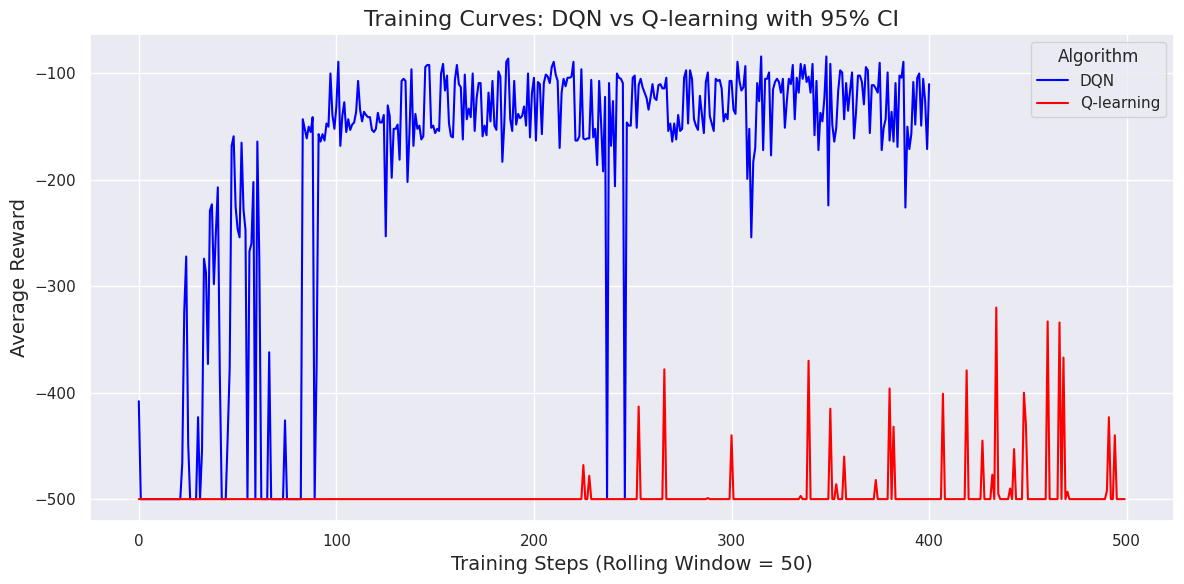 Training Curves: DQN vs Q-learning with 95% CI
Algorithm
DQN
Q-learning
Average Reward
−100
−200
−300
−400
−500
0
100
200
300
400
500
Training Steps (Rolling Window = 50)